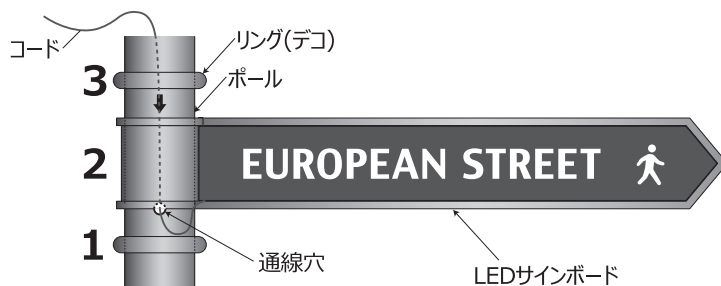 コード
リング(デコ)
ポール
3
2
EUROPEAN STREET
1
通線穴
LEDサインボード